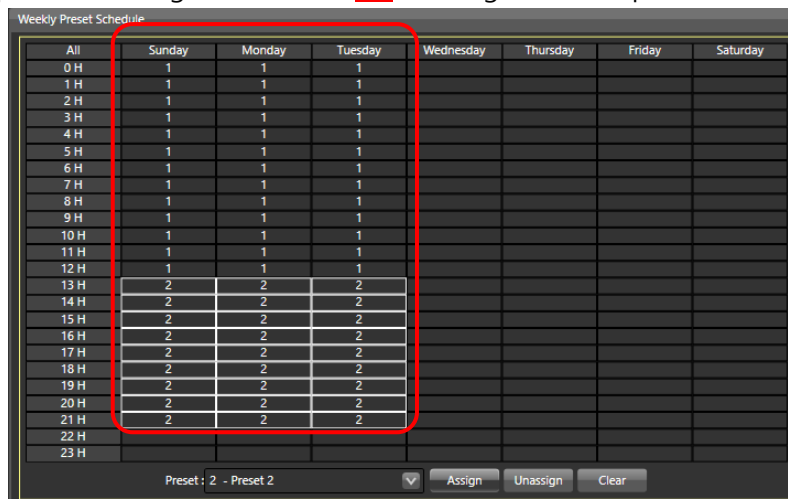 Weekly Preset Schedule
All Sunday Monday Tuesday Wednesday Thursday Friday Saturday
0 H 1 1 1
1 H 1 1 1
2 H 1 1 1
3 H 1 1 1
4 H 1 1 1
5 H 1 1 1
6 H 1 1 1
7 H 1 1 1
8 H 1 1 1
9 H 1 1 1
10 H 1 1 1
11 H 1 1 1
12 H 1 1 1
13 H 2 2 2
14 H 2 2 2
15 H 2 2 2
16 H 2 2 2
17 H 2 2 2
18 H 2 2 2
19 H 2 2 2
20 H 2 2 2
21 H 2 2 2
22 H
23 H
Preset : 2 - Preset 2 Assign Unassign Clear